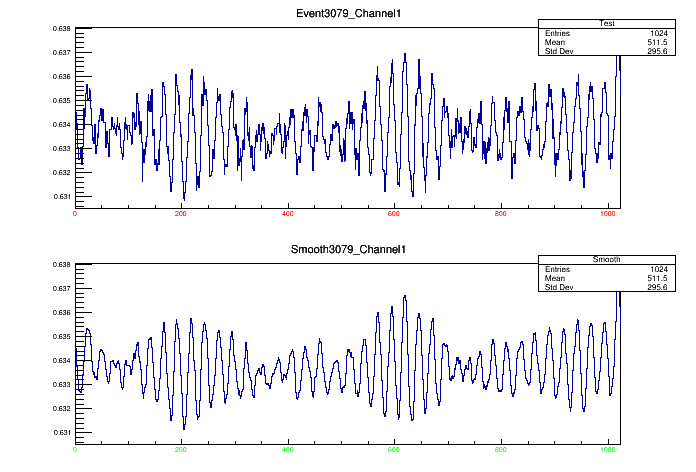 Event3079_Channel1
Test
Entries 1024
Mean 511.5
Std Dev 295.6
0.638
0.637
0.636
0.635
0.634
0.633
0.632
0.631
0 200 400 600 800 1000
Smooth3079_Channel1
Smooth
Entries 1024
Mean 511.5
Std Dev 295.6
0.638
0.637
0.636
0.635
0.634
0.633
0.632
0.631
0 200 400 600 800 1000